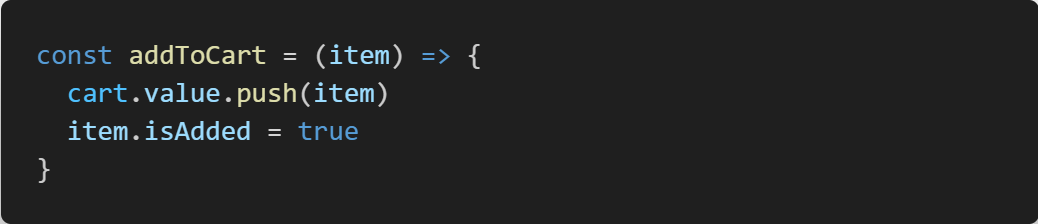 const addToCart = (item) => {
  cart.value.push(item)
  item.isAdded = true
}